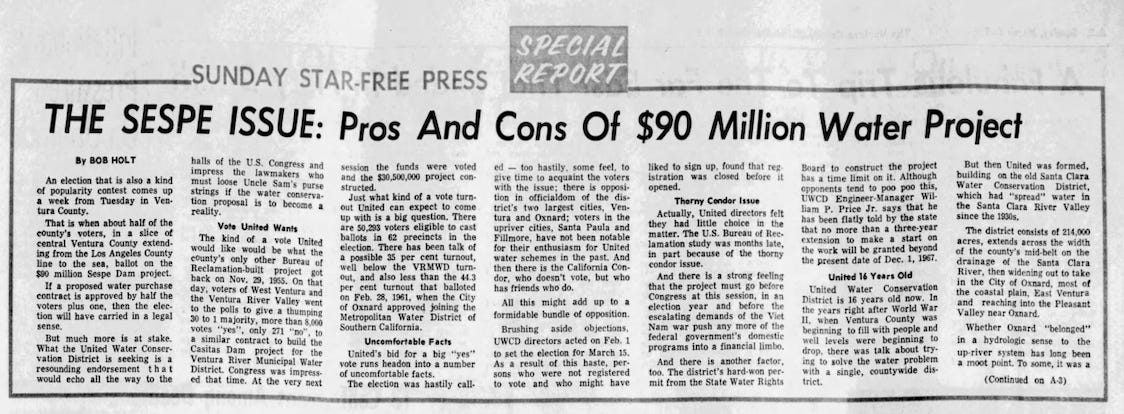 SPECIAL
REPORT
SUNDAY STAR-FREE PRESS
THE SESPE ISSUE: Pros And Cons Of $90 Million Water Project
By BOB HOLT
An election that is also a kind
of popularity contest comes up
a week from Tuesday in Ven-
tura County.
That is when about half of the
county's voters, in a slice of
central Ventura County extend-
ing from the Los Angeles County
line to the sea, ballot on the
$90 million Sespe Dam project.
If a proposed water purchase
contract is approved by half the
voters plus one, then the elec-
tion will have carried in a legal
sense.
But much more is at stake.
What the United Water Conser-
vation District is seeking is a
resounding endorsement that
would echo all the way to the
halls of the U.S. Congress and
impress the lawmakers who
must loose Uncle Sam's purse
strings if the water conserva-
tion proposal is to become a
reality.
Vote United Wants
The kind of a vote United
would like would be what the
county's only other Bureau of
Reclamation-built project got
back on Nov. 29, 1955. On that
day, voters of West Ventura and
the Ventura River Valley went
to the polls to give a thumping
30 to 1 majority, more than 8,000
votes "yes", only 271 "no", to
a similar contract to build the
Casitas Dam project for the
Ventura River Municipal Water
District. Congress was impress-
ed that time. At the very next
session the funds were voted
and the $30,500,000 project con-
structed.
Just what kind of a vote turn-
out United can expect to come
up with is a big question. There
are 50,293 voters eligible to cast
ballots in 62 precincts in the
election. There has been talk of
a possible 35 per cent turnout,
well below the VRMWD turn-
out, and also less than the 44.3
per cent turnout that balloted
on Feb. 28, 1961, when the City
of Oxnard approved joining the
Metropolitan Water District of
Southern California.
Uncomfortable Facts
United's bid for a big "yes"
vote runs headon into a number
of uncomfortable facts.
The election was hastily call-
ed — too hastily, some feel, to
give time to acquaint the voters
with the issue; there is opposi-
tion in officialdom of the dis-
trict's two largest cities, Ven-
tura and Oxnard; voters in the
upriver cities, Santa Paula and
Fillmore, have not been notable
for their enthusiasm for United
water schemes in the past. And
then there is the California Con-
dor, who doesn't vote, but who
has friends who do.
All this might add up to a
formidable bundle of opposition.
Brushing aside objections,
UWCD directors acted on Feb. 1
to set the election for March 15.
As a result of this haste, per-
sons who were not registered
to vote and who might have
liked to sign up, found that reg-
istration was closed before it
opened.
Thorny Condor Issue
Actually, United directors felt
they had little choice in the
matter. The U.S. Bureau of Rec-
lamation study was months late,
in part because of the thorny
condor issue.
And there is a strong feeling
that the project must go before
Congress at this session, in an
election year and before the
escalating demands of the Viet
Nam war push any more of the
federal government's domestic
programs into a financial limbo.
And there is another factor,
too. The district's hard-won per-
mit from the State Water Rights
Board to construct the project
has a time limit on it. Although
opponents tend to poo poo this,
UWCD Engineer-Manager Wil-
liam P. Price Jr. says that he
has been flatly told by the state
that no more than a three-year
extension to make a start on
the work will be granted beyond
the present date of Dec. 1, 1967.
United 16 Years Old
United Water Conservation
District is 16 years old now. In
the years right after World War
II, when Ventura County was
beginning to fill with people and
well levels were beginning to
drop, there was talk about try-
ing to solve the water problem
with a single, countywide dis-
trict.
But then United was formed,
building on the old Santa Clara
Water Conservation District,
which had "spread" water in
the Santa Clara River Valley
since the 1930s.
The district consists of 214,000
acres, extends across the width
of the county's mid-belt on the
drainage of the Santa Clara
River, then widening out to take
in the City of Oxnard, most of
the coastal plain, East Ventura
and reaching into the Pleasant
Valley near Oxnard.
Whether Oxnard "belonged"
in a hydrologic sense to the
up-river system has long been
a moot point. To some, it was a
(Continued on A-3)